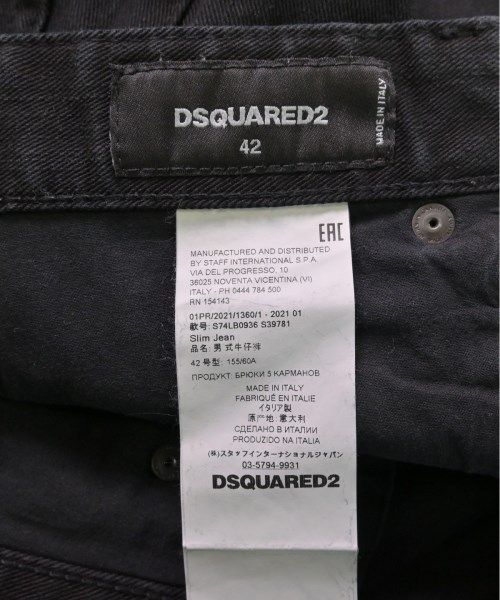 DSQUARED2
42
MADE IN ITALY
EAC
MANUFACTURED AND DISTRIBUTED
BY STAFF INTERNATIONAL S.P.A.
VIA DEL PROGRESSO, 10
36025 NOVENTA VICENTINA (VI)
ITALY - PH 0444 784 500
RN 154143
01PR/2021/1360/1 - 2021 01
款号: S74LB0936 S39781
Slim Jean
品名: 男式牛仔裤
42 号型: 155/60A
ПРОДУКТ: БРЮКИ 5 КАРМАНОВ
MADE IN ITALY
FABRIQUÉ EN ITALIE
イタリア製
原产地: 意大利
СДЕЛАНО В ИТАЛИИ
PRODUZIDO NA ITALIA
(株)スタッフインターナショナルジャパン
03-5794-9931
DSQUARED2